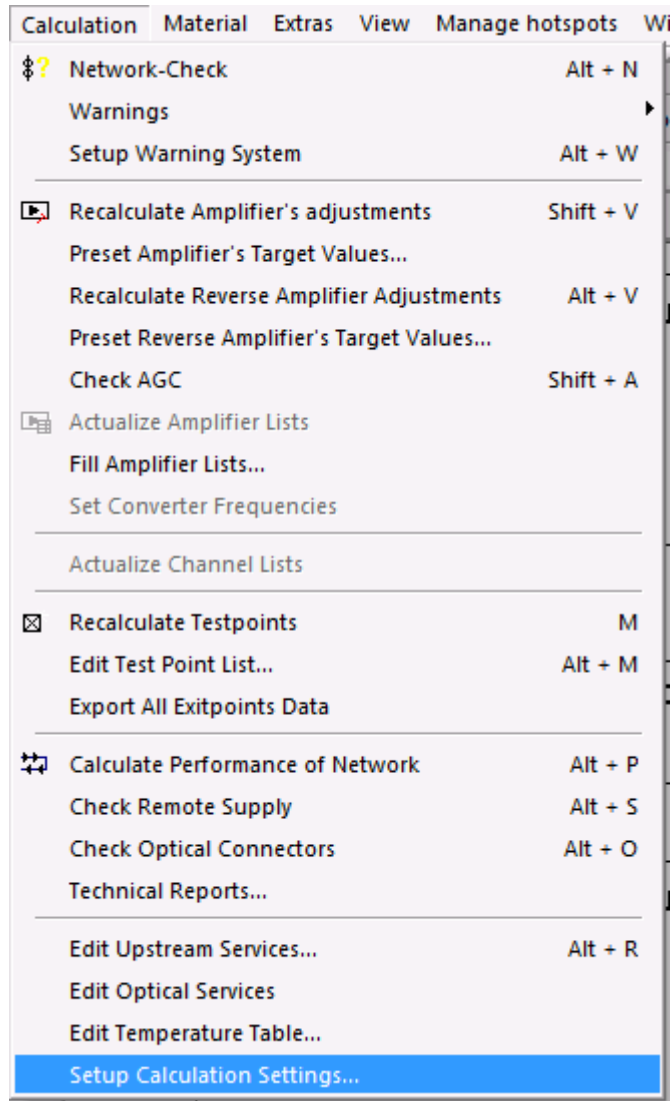 Calculation Material Extras View Manage hotspots Wi
Network-Check Alt + N
Warnings
Setup Warning System Alt + W
Recalculate Amplifier's adjustments Shift + V
Preset Amplifier's Target Values...
Recalculate Reverse Amplifier Adjustments Alt + V
Preset Reverse Amplifier's Target Values...
Check AGC Shift + A
Actualize Amplifier Lists
Fill Amplifier Lists...
Set Converter Frequencies
Actualize Channel Lists
Recalculate Testpoints M
Edit Test Point List... Alt + M
Export All Exitpoints Data
Calculate Performance of Network Alt + P
Check Remote Supply Alt + S
Check Optical Connectors Alt + O
Technical Reports...
Edit Upstream Services... Alt + R
Edit Optical Services
Edit Temperature Table...
Setup Calculation Settings...